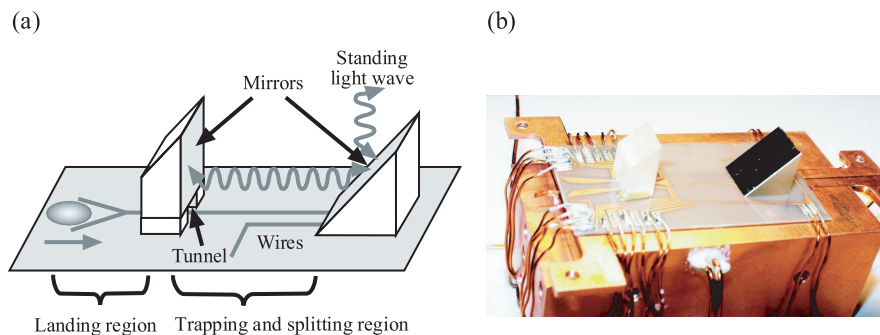 (a)
(b)
Standing
light wave
Mirrors
Tunnel
Wires
Landing region
Trapping and splitting region